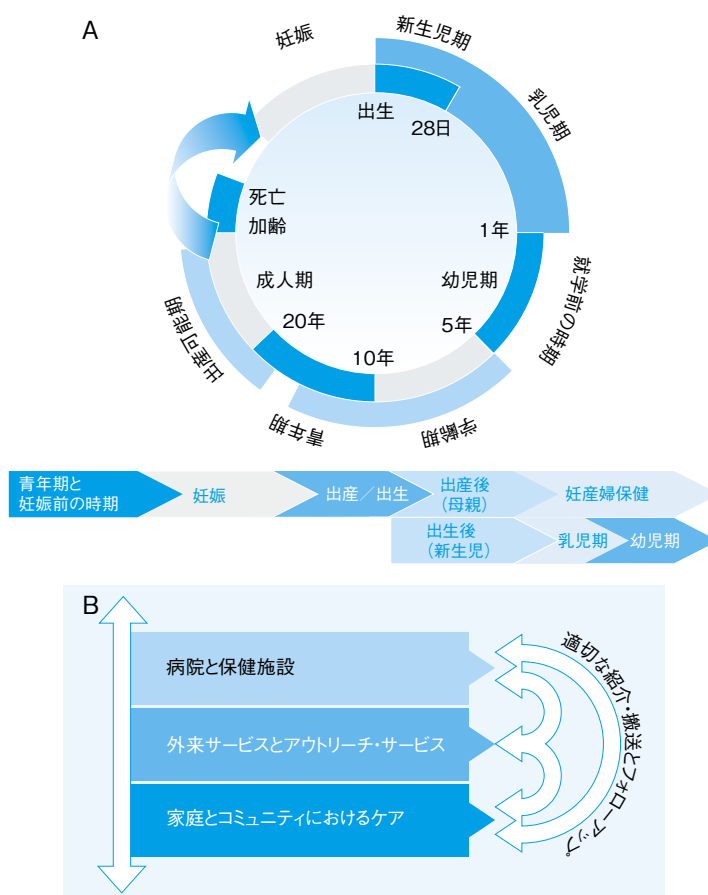 A
妊娠
新生児期
乳児期
出生
28日
死亡
加齢
1年
成人期
幼児期
就学前の時期
20年
5年
10年
出産可能期
青年期
学齢期
青年期と
妊娠前の時期
妊娠
出産／出生
出産後
(母親)
妊産婦保健
出生後
(新生児)
乳児期
幼児期
B
病院と保健施設
外来サービスとアウトリーチ・サービス
家庭とコミュニティにおけるケア
適切な紹介・搬送とフォローアップ